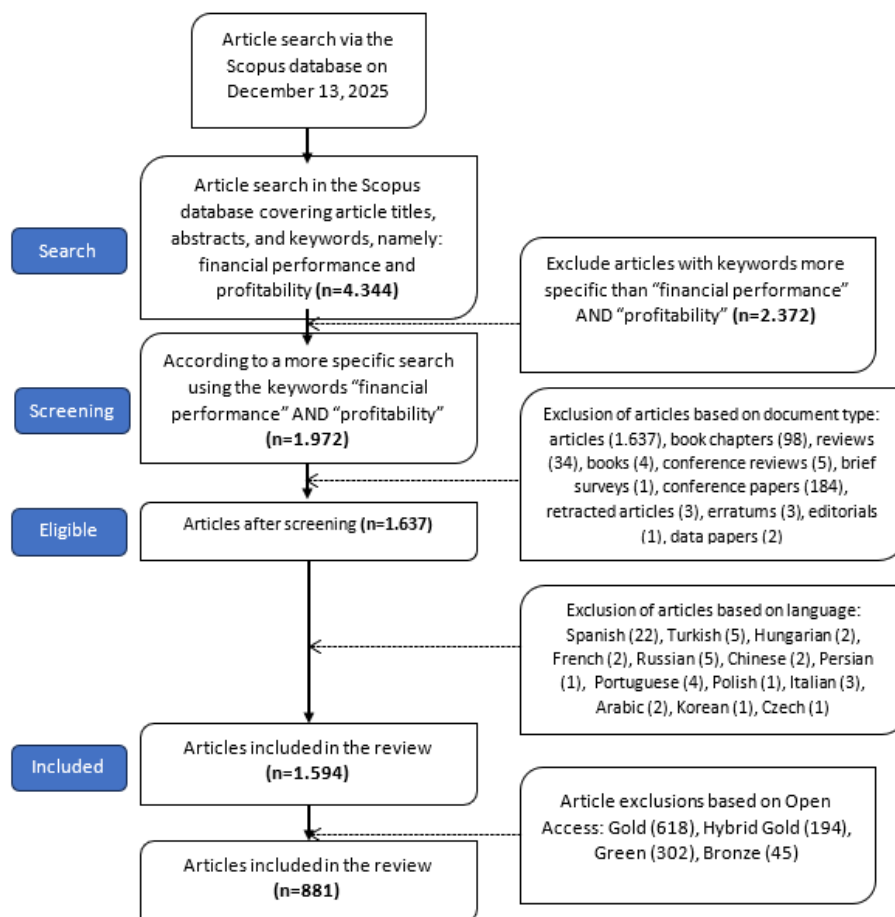 Article search via the
Scopus database on
December 13, 2025
Article search in the Scopus
database covering article titles,
abstracts, and keywords, namely:
financial performance and
profitability (n=4.344)
Search
Exclude articles with keywords more
specific than “financial performance”
AND “profitability” (n=2.372)
According to a more specific search
using the keywords “financial
performance” AND “profitability”
(n=1.972)
Screening
Exclusion of articles based on document type:
articles (1.637), book chapters (98), reviews
(34), books (4), conference reviews (5), brief
surveys (1), conference papers (184),
retracted articles (3), erratums (3), editorials
(1), data papers (2)
Eligible
Articles after screening (n=1.637)
Exclusion of articles based on language:
Spanish (22), Turkish (5), Hungarian (2),
French (2), Russian (5), Chinese (2), Persian
(1), Portuguese (4), Polish (1), Italian (3),
Arabic (2), Korean (1), Czech (1)
Included
Articles included in the review
(n=1.594)
Article exclusions based on Open
Access: Gold (618), Hybrid Gold (194),
Green (302), Bronze (45)
Articles included in the review
(n=881)